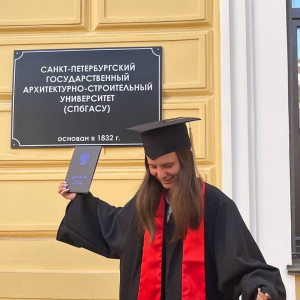 САНКТ-ПЕТЕРБУРГСКИЙ
ГОСУДАРСТВЕННЫЙ
АРХИТЕКТУРНО-СТРОИТЕЛЬНЫЙ
УНИВЕРСИТЕТ
(СПбГАСУ)
ОСНОВАН В 1832 г.